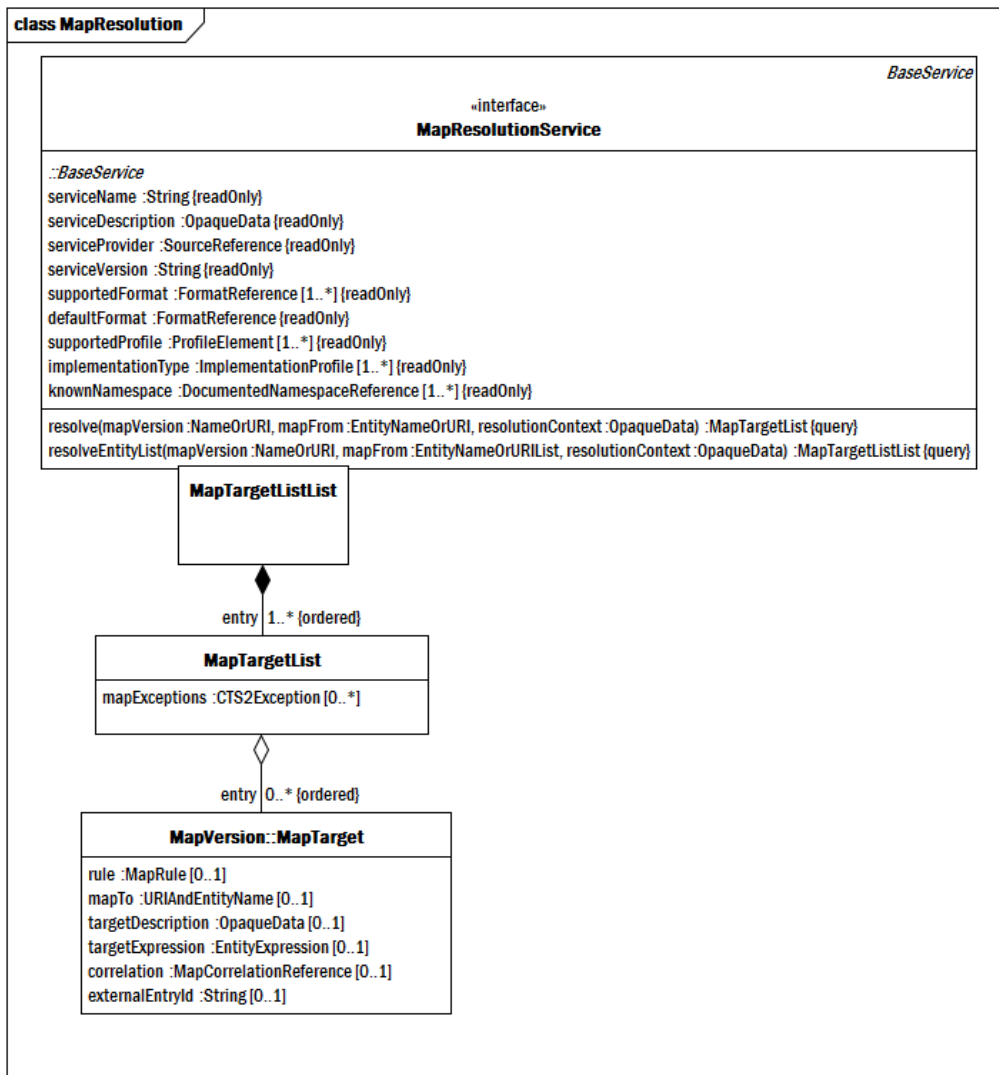 class MapResolution
BaseService
«interface»
MapResolutionService
::BaseService
serviceName :String {readOnly}
serviceDescription :OpaqueData {readOnly}
serviceProvider :SourceReference {readOnly}
serviceVersion :String {readOnly}
supportedFormat :FormatReference [1..*] {readOnly}
defaultFormat :FormatReference {readOnly}
supportedProfile :ProfileElement [1..*] {readOnly}
implementationType :ImplementationProfile [1..*] {readOnly}
knownNamespace :DocumentedNamespaceReference [1..*] {readOnly}
resolve(mapVersion :NameOrURI, mapFrom :EntityNameOrURI, resolutionContext :OpaqueData) :MapTargetList {query}
resolveEntityList(mapVersion :NameOrURI, mapFrom :EntityNameOrURIList, resolutionContext :OpaqueData) :MapTargetListList {query}
MapTargetListList
entry 1..* {ordered}
MapTargetList
mapExceptions :CTS2Exception [0..*]
entry 0..* {ordered}
MapVersion::MapTarget
rule :MapRule [0..1]
mapTo :URIAndEntityName [0..1]
targetDescription :OpaqueData [0..1]
targetExpression :EntityExpression [0..1]
correlation :MapCorrelationReference [0..1]
externalEntryId :String [0..1]